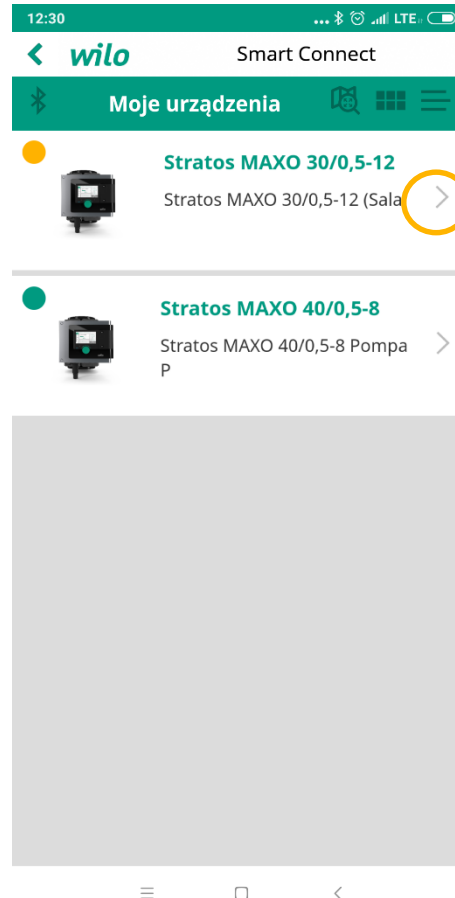 12:30 LTE
wilo Smart Connect
Moje urządzenia
Stratos MAXO 30/0,5-12
Stratos MAXO 30/0,5-12 (Sala
Stratos MAXO 40/0,5-8
Stratos MAXO 40/0,5-8 Pompa
P